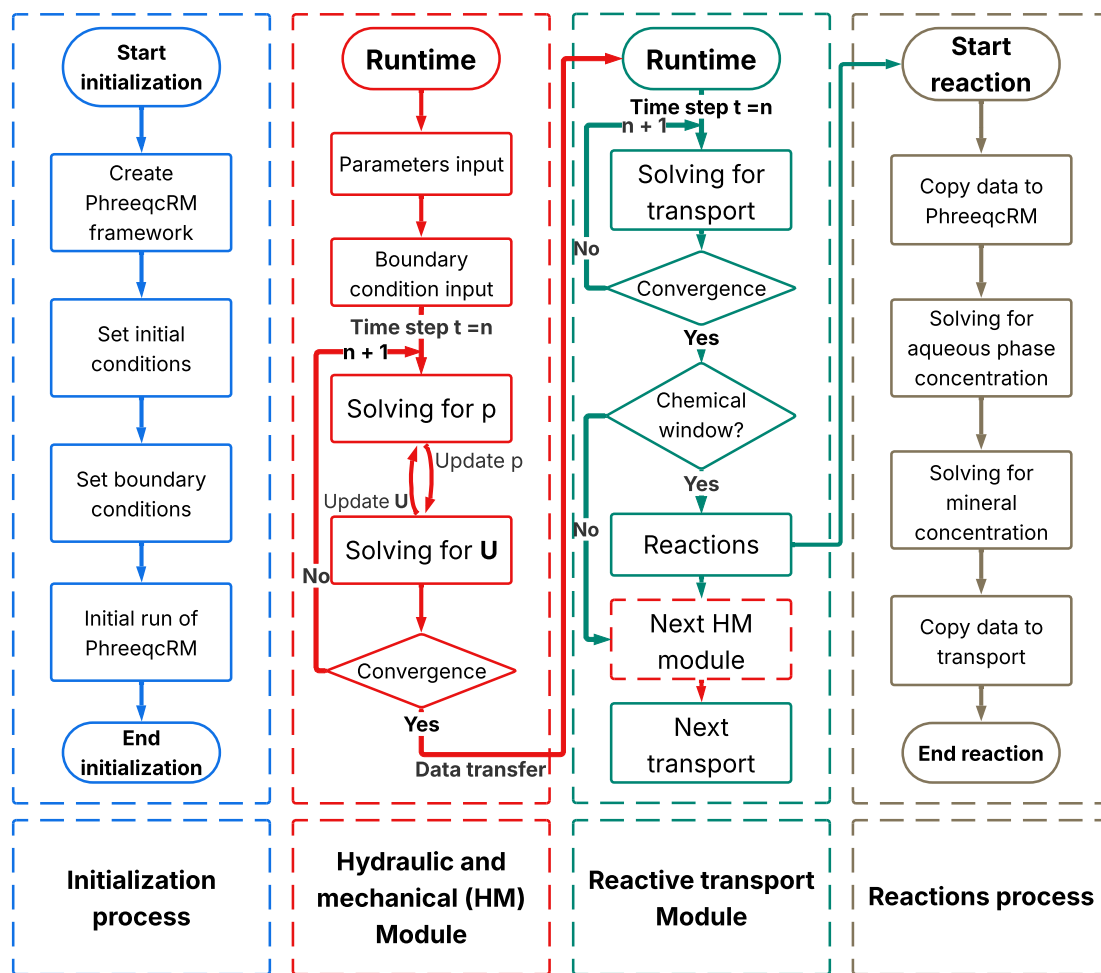 Start
initialization
Create
PhreeqcRM
framework
Set initial
conditions
Set boundary
conditions
Initial run of
PhreeqcRM
End
initialization
Initialization
process
Runtime
Parameters input
Boundary
condition input
Time step t =n
n + 1
Solving for p
Update p
Update U
Solving for U
No
Convergence
Yes
Data transfer
Hydraulic and
mechanical (HM)
Module
Runtime
Time step t =n
n + 1
Solving for
transport
No
Convergence
Yes
Chemical
window?
Yes
No
Reactions
Next HM
module
Next
transport
Reactive transport
Module
Start
reaction
Copy data to
PhreeqcRM
Solving for
aqueous phase
concentration
Solving for
mineral
concentration
Copy data to
transport
End reaction
Reactions process